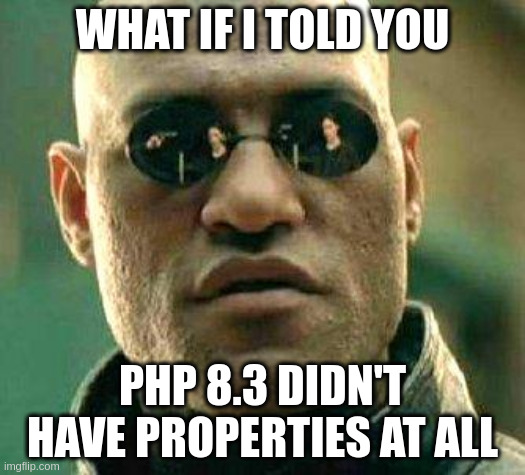 WHAT IF I TOLD YOU
PHP 8.3 DIDN'T
HAVE PROPERTIES AT ALL
imgflip.com